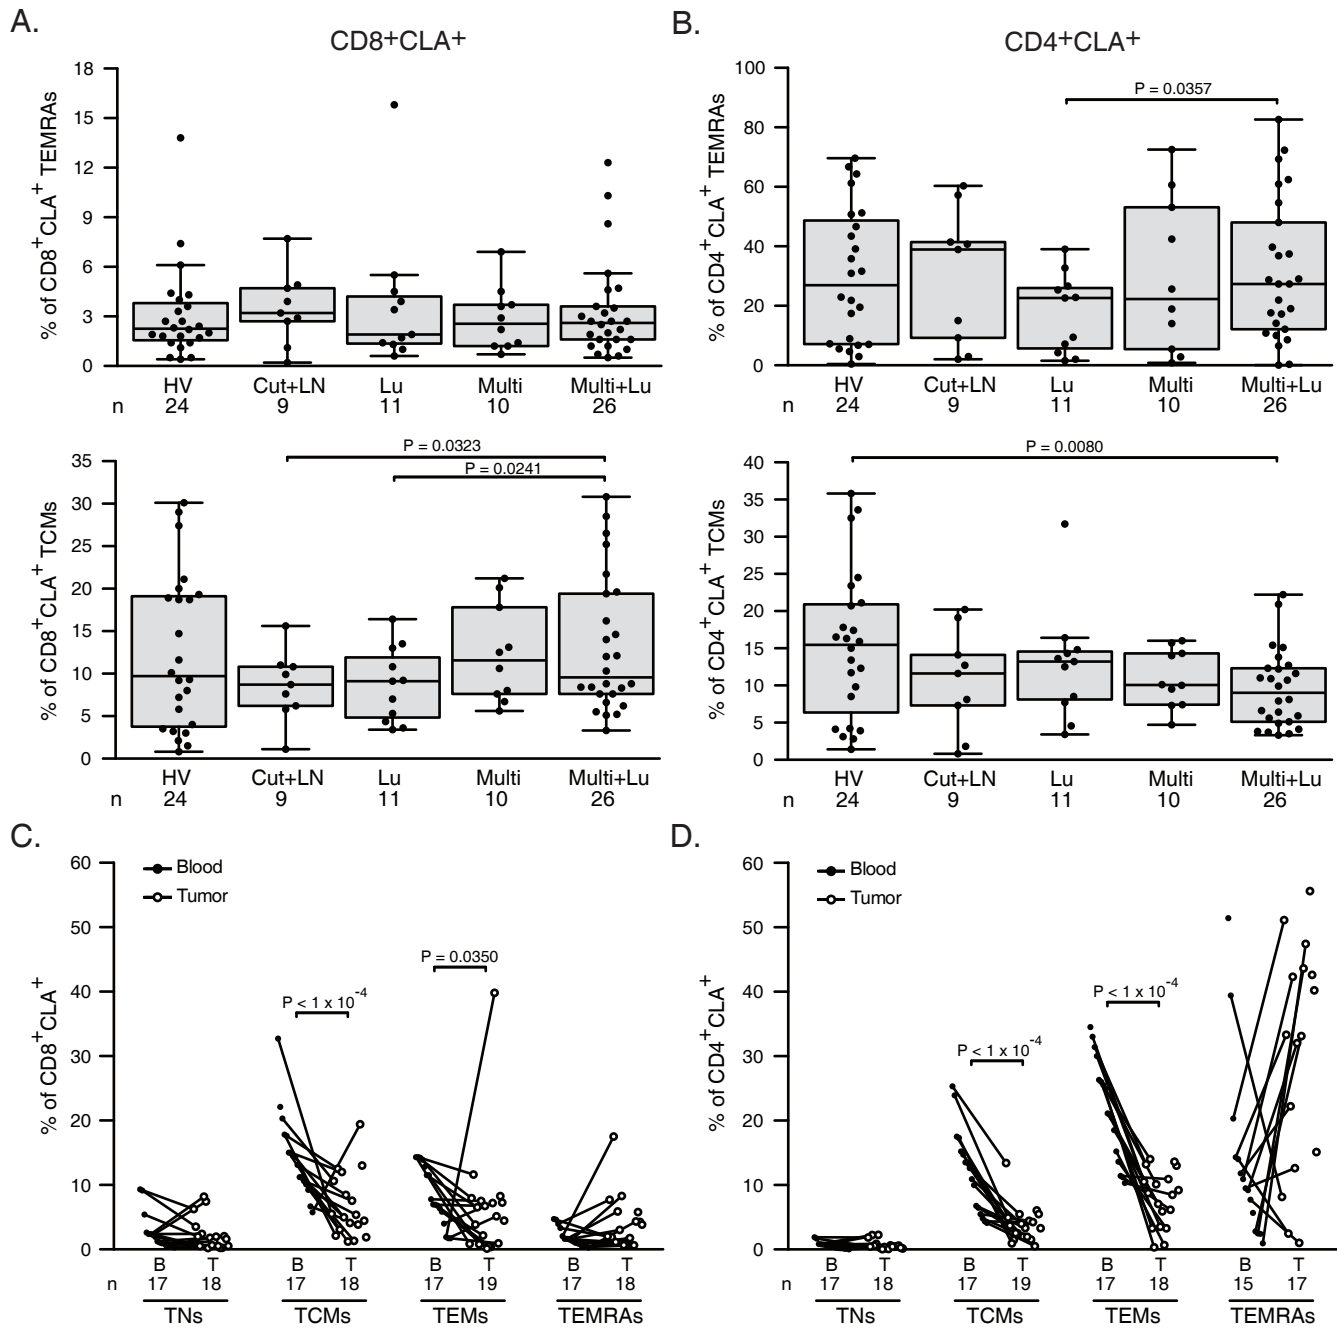 A.
CD8+CLA+
% of CD8+CLA+ TEMRAs
18
15
12
9
6
3
0
HV Cut+LN Lu Multi Multi+Lu
n 24 9 11 10 26
B.
CD4+CLA+
% of CD4+CLA+ TEMRAs
100
80
60
40
20
0
P = 0.0357
HV Cut+LN Lu Multi Multi+Lu
n 24 9 11 10 26
% of CD8+CLA+ TCMs
35
30
25
20
15
10
5
0
P = 0.0323
P = 0.0241
HV Cut+LN Lu Multi Multi+Lu
n 24 9 11 10 26
% of CD4+CLA+ TCMs
40
35
30
25
20
15
10
5
0
P = 0.0080
HV Cut+LN Lu Multi Multi+Lu
n 24 9 11 10 26
C.
% of CD8+CLA+
60
50
40
30
20
10
0
Blood
Tumor
P < 1 x 10-4
P = 0.0350
B T B T B T B T
n 17 18 17 18 17 19 17 18
TNs TCMs TEMs TEMRAs
D.
% of CD4+CLA+
60
50
40
30
20
10
0
Blood
Tumor
P < 1 x 10-4
P < 1 x 10-4
B T B T B T B T
n 17 18 17 19 17 18 15 17
TNs TCMs TEMs TEMRAs